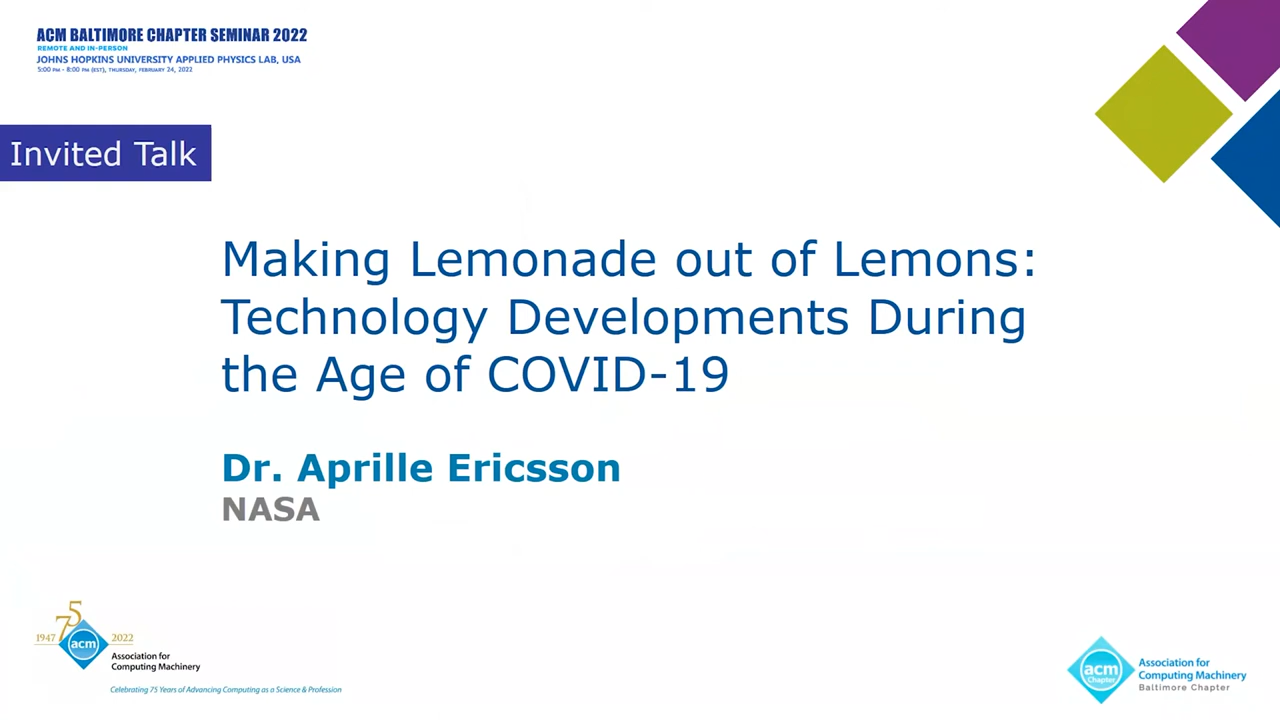 ACM BALTIMORE CHAPTER SEMINAR 2022
REMOTE AND IN-PERSON
JOHNS HOPKINS UNIVERSITY APPLIED PHYSICS LAB, USA
5:00 PM - 8:00 PM (EST), THURSDAY, FEBRUARY 24, 2022
Invited Talk
Making Lemonade out of Lemons:
Technology Developments During
the Age of COVID-19
Dr. Aprille Ericsson
NASA
75
1947 acm 2022
Association for
Computing Machinery
Celebrating 75 Years of Advancing Computing as a Science & Profession
acm
Chapter
Association for
Computing Machinery
Baltimore Chapter